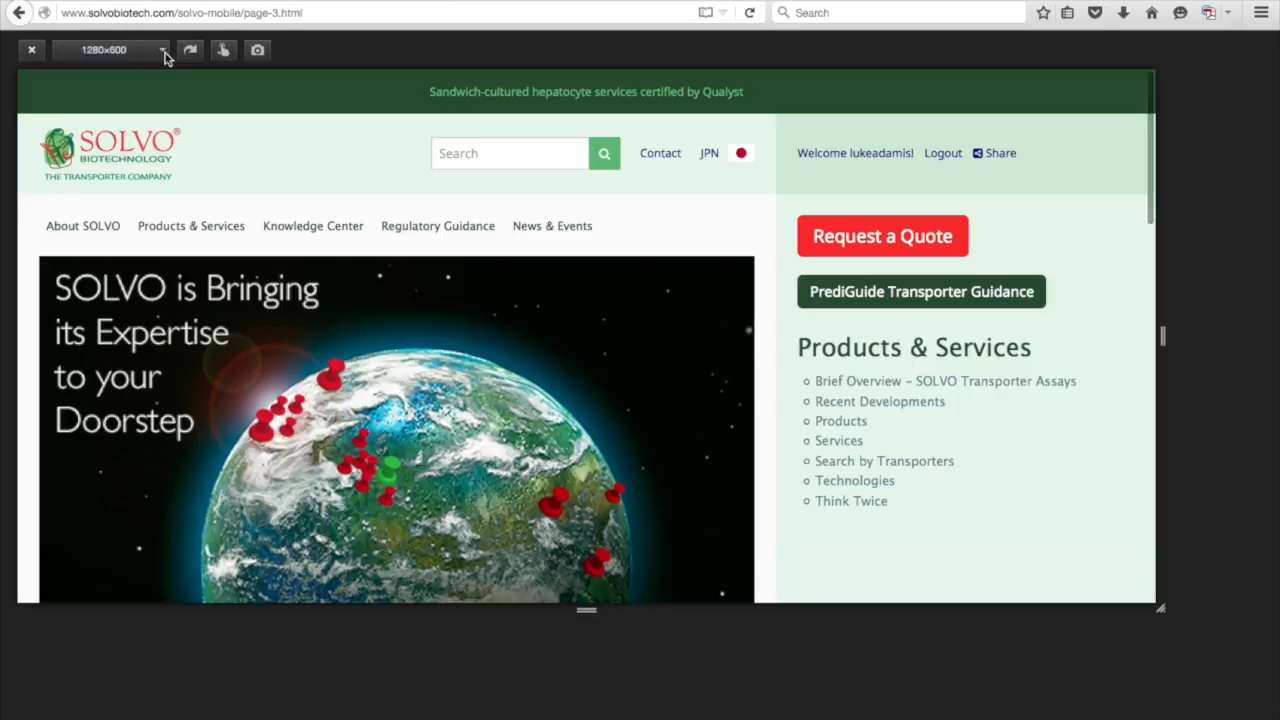 www.solvobiotech.com/solvo-mobile/page-3.html
Search
1280×600
Sandwich-cultured hepatocyte services certified by Qualyst
SOLVO®
BIOTECHNOLOGY
THE TRANSPORTER COMPANY
Search
Contact
JPN
Welcome lukeadamis!
Logout
Share
About SOLVO
Products & Services
Knowledge Center
Regulatory Guidance
News & Events
Request a Quote
PrediGuide Transporter Guidance
SOLVO is Bringing
its Expertise
to your
Doorstep
Products & Services
Brief Overview – SOLVO Transporter Assays
Recent Developments
Products
Services
Search by Transporters
Technologies
Think Twice